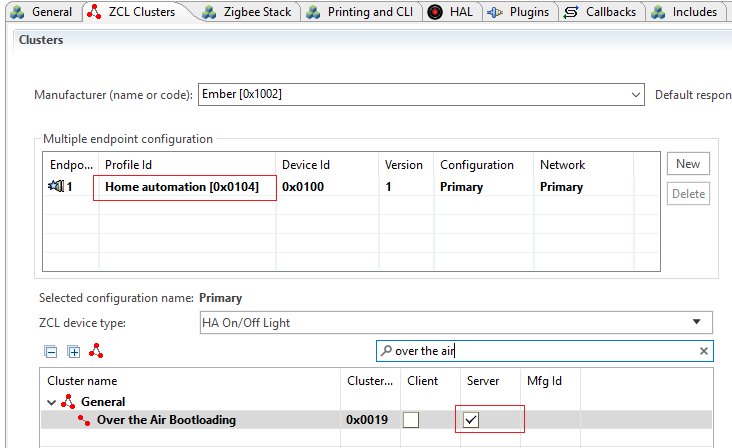 General ZCL Clusters Zigbee Stack Printing and CLI HAL Plugins Callbacks Includes
Clusters
Manufacturer (name or code): Ember [0x1002] Default respon
Multiple endpoint configuration
Endpo... Profile Id Device Id Version Configuration Network New
1 Home automation [0x0104] 0x0100 1 Primary Primary
Delete
Selected configuration name: Primary
ZCL device type: HA On/Off Light
over the air
Cluster name Cluster... Client Server Mfg Id
General
Over the Air Bootloading 0x0019